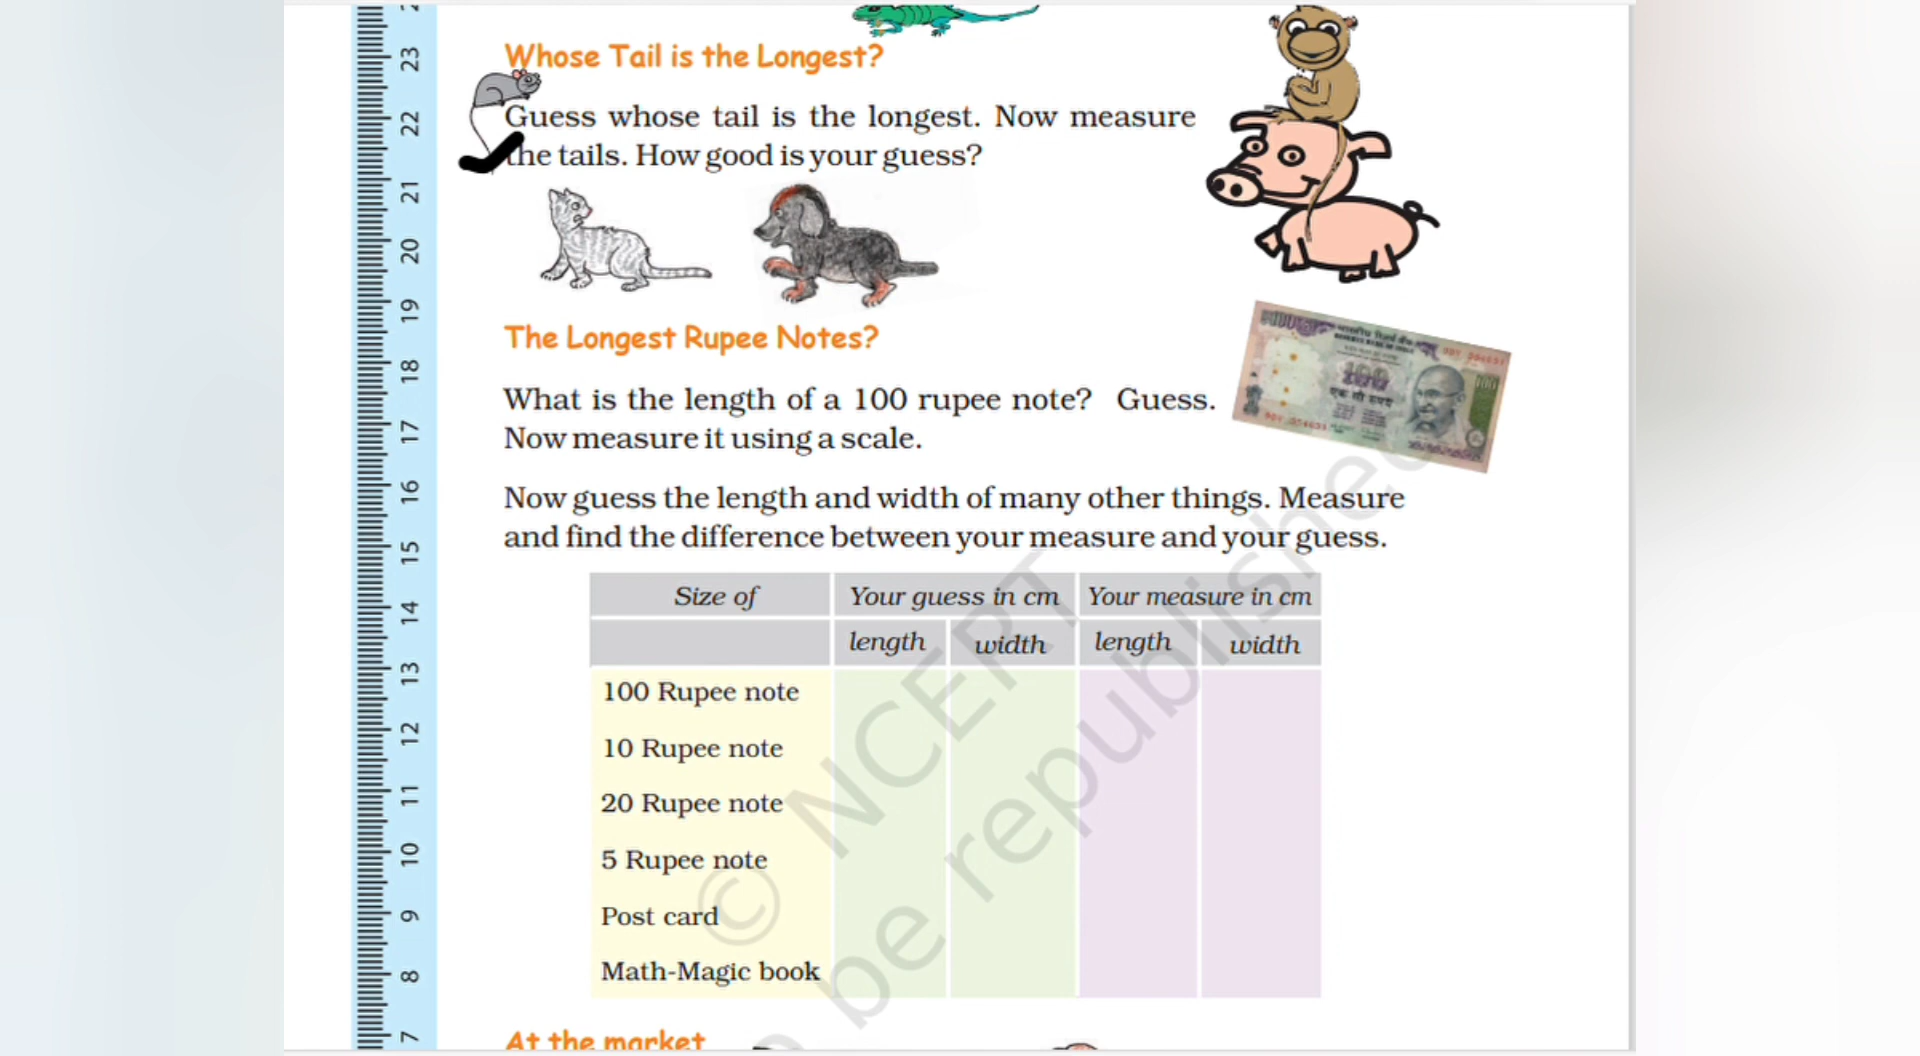 Whose Tail is the Longest?
Guess whose tail is the longest. Now measure
the tails. How good is your guess?
The Longest Rupee Notes?
What is the length of a 100 rupee note? Guess.
Now measure it using a scale.
Now guess the length and width of many other things. Measure
and find the difference between your measure and your guess.
Size of Your guess in cm Your measure in cm
length width length width
100 Rupee note
10 Rupee note
20 Rupee note
5 Rupee note
Post card
Math-Magic book
At the market
23
22
21
20
19
18
17
16
15
14
13
12
11
10
9
8
7
100
100
© NCERT
be republished